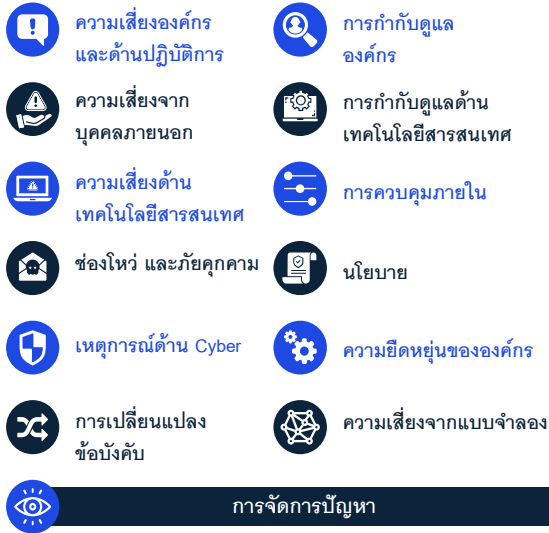 ความเสี่ยงองค์กร
และด้านปฏิบัติการ
การกำกับดูแล
องค์กร
ความเสี่ยงจาก
บุคคลภายนอก
การกำกับดูแลด้าน
เทคโนโลยีสารสนเทศ
ความเสี่ยงด้าน
เทคโนโลยีสารสนเทศ
การควบคุมภายใน
ช่องโหว่ และภัยคุกคาม
นโยบาย
เหตุการณ์ด้าน Cyber
ความยืดหยุ่นขององค์กร
การเปลี่ยนแปลง
ข้อบังคับ
ความเสี่ยงจากแบบจำลอง
การจัดการปัญหา